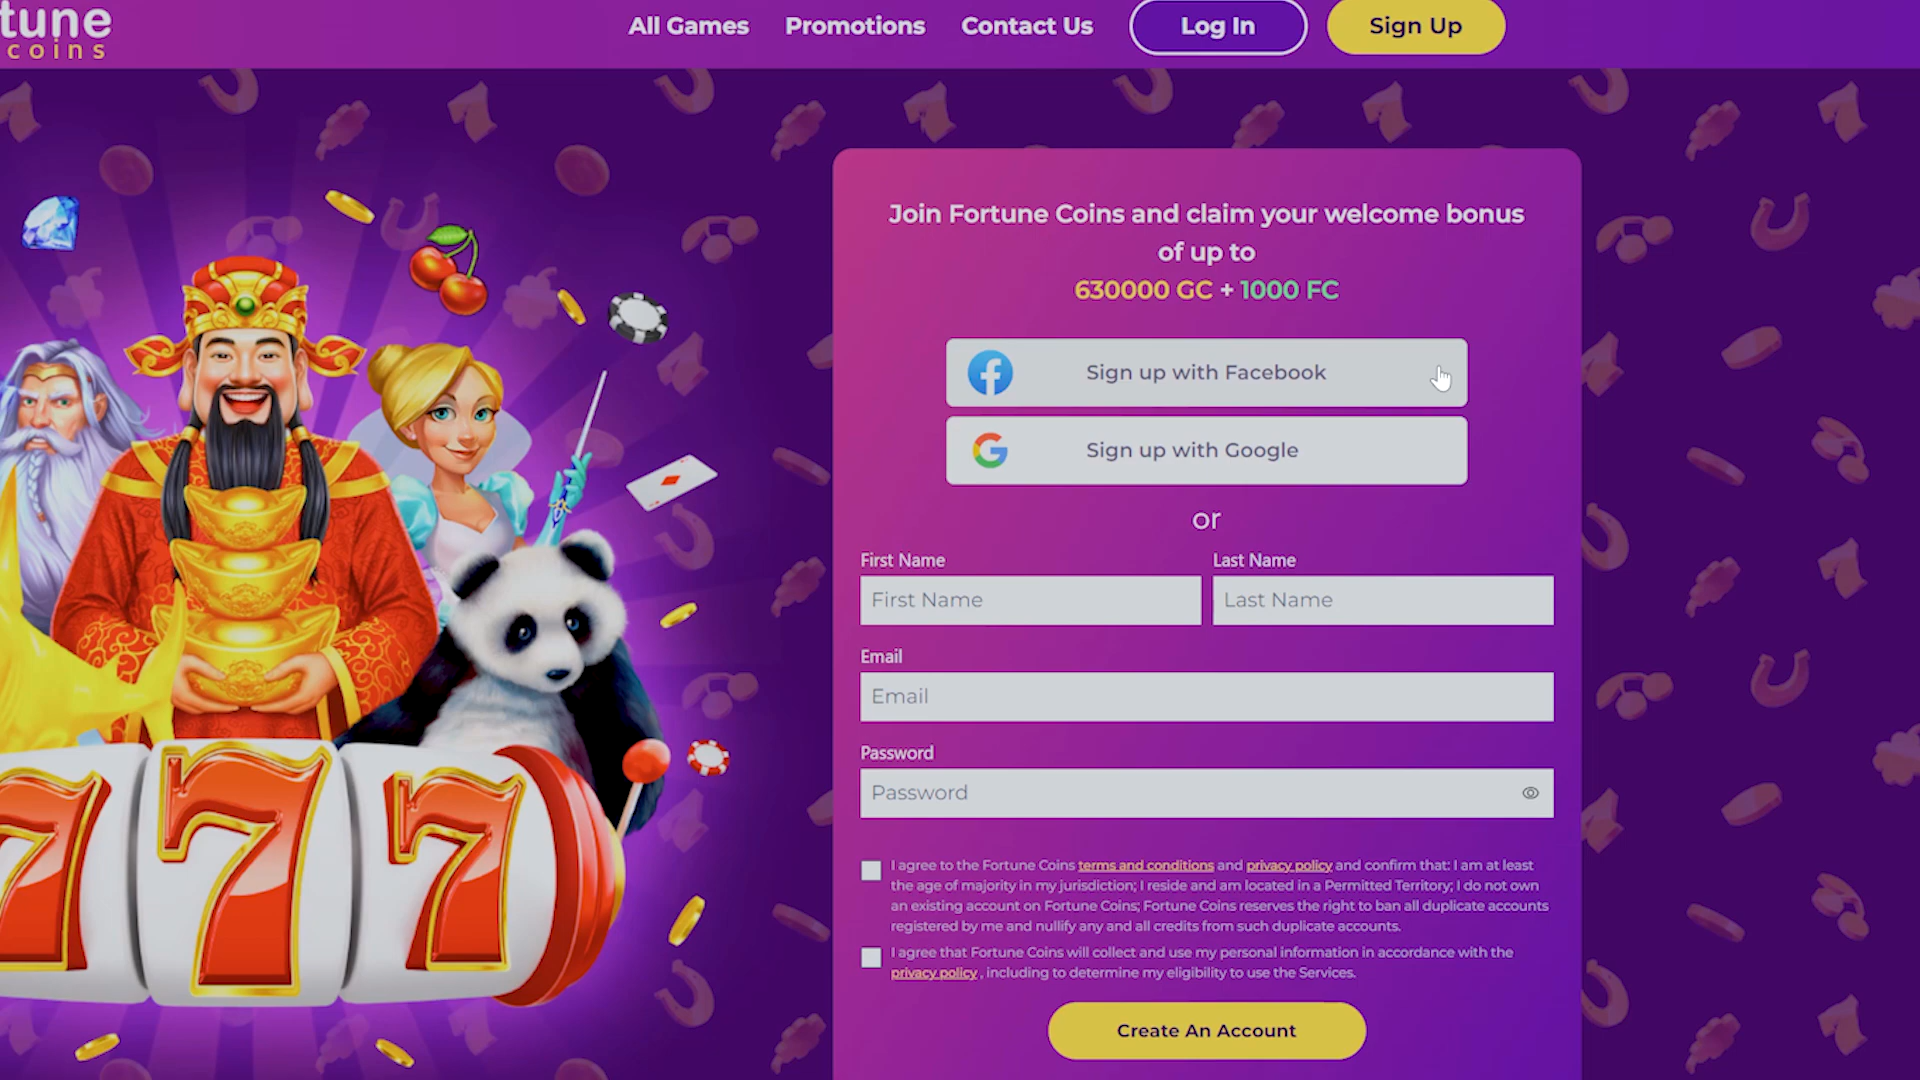 tune
coins
All Games Promotions Contact Us Log In Sign Up
Join Fortune Coins and claim your welcome bonus
of up to
630000 GC + 1000 FC
Sign up with Facebook
Sign up with Google
or
First Name Last Name
First Name Last Name
Email
Email
Password
Password
I agree to the Fortune Coins terms and conditions and privacy policy and confirm that: I am at least
the age of majority in my jurisdiction; I reside and am located in a Permitted Territory; I do not own
an existing account on Fortune Coins; Fortune Coins reserves the right to ban all duplicate accounts
registered by me and nullify any and all credits from such duplicate accounts.
I agree that Fortune Coins will collect and use my personal information in accordance with the
privacy policy , including to determine my eligibility to use the Services.
Create An Account
7 7 7